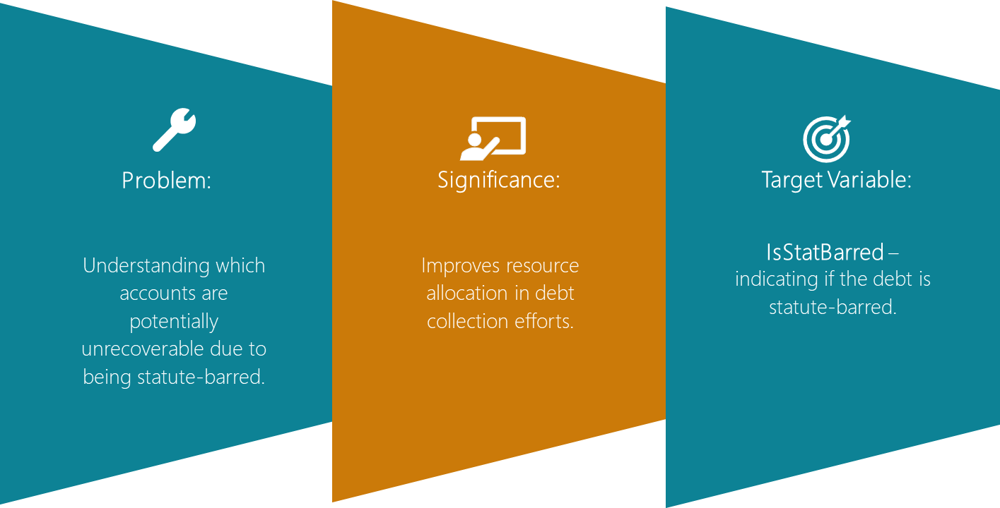 Problem:
Understanding which
accounts are
potentially
unrecoverable due to
being statute-barred.
Significance:
Improves resource
allocation in debt
collection efforts.
Target Variable:
IsStatBarred –
indicating if the debt is
statute-barred.